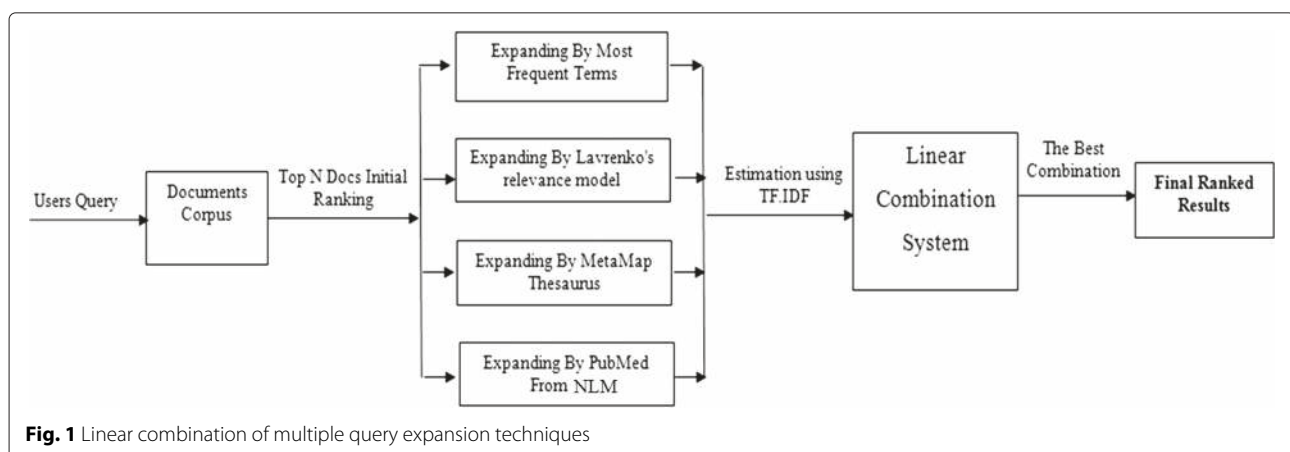 Users Query
Documents
Corpus
Top N Docs Initial
Ranking
Expanding By Most
Frequent Terms
Expanding By Lavrenko's
relevance model
Expanding By MetaMap
Thesaurus
Expanding By PubMed
From NLM
Estimation using
TF.IDF
Linear
Combination
System
The Best
Combination
Final Ranked
Results
Fig. 1 Linear combination of multiple query expansion techniques